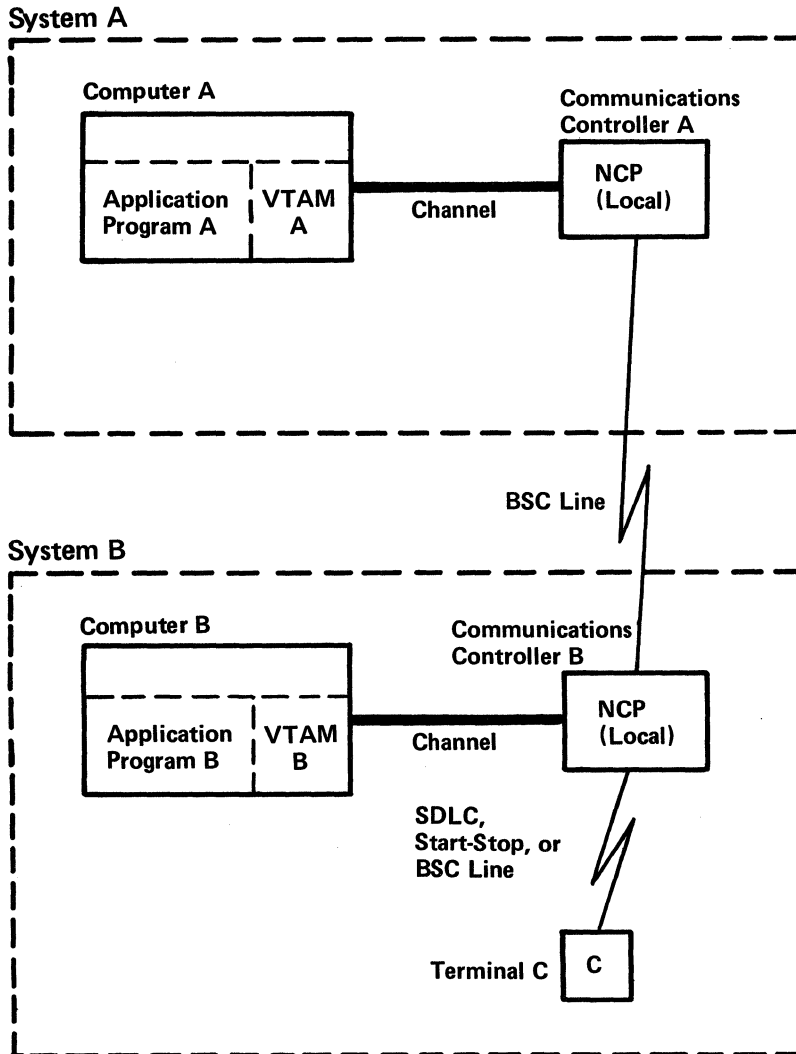 System A
Computer A
Communications
Controller A
NCP
(Local)
Application
Program A
VTAM
A
Channel
BSC Line
System B
Computer B
Communications
Controller B
NCP
(Local)
Application
Program B
VTAM
B
Channel
SDLC,
Start-Stop, or
BSC Line
Terminal C
C